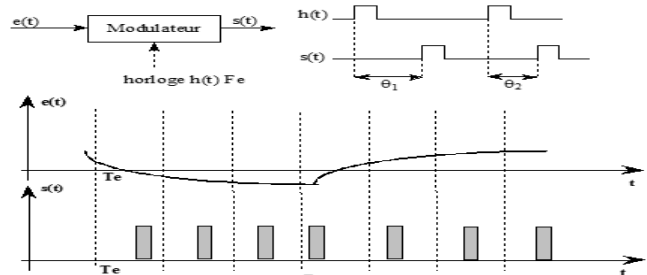 e(t) Modulateur s(t)
horloge h(t) Fe
h(t)
s(t)
θ1 θ2
e(t)
Te t
s(t)
Te t